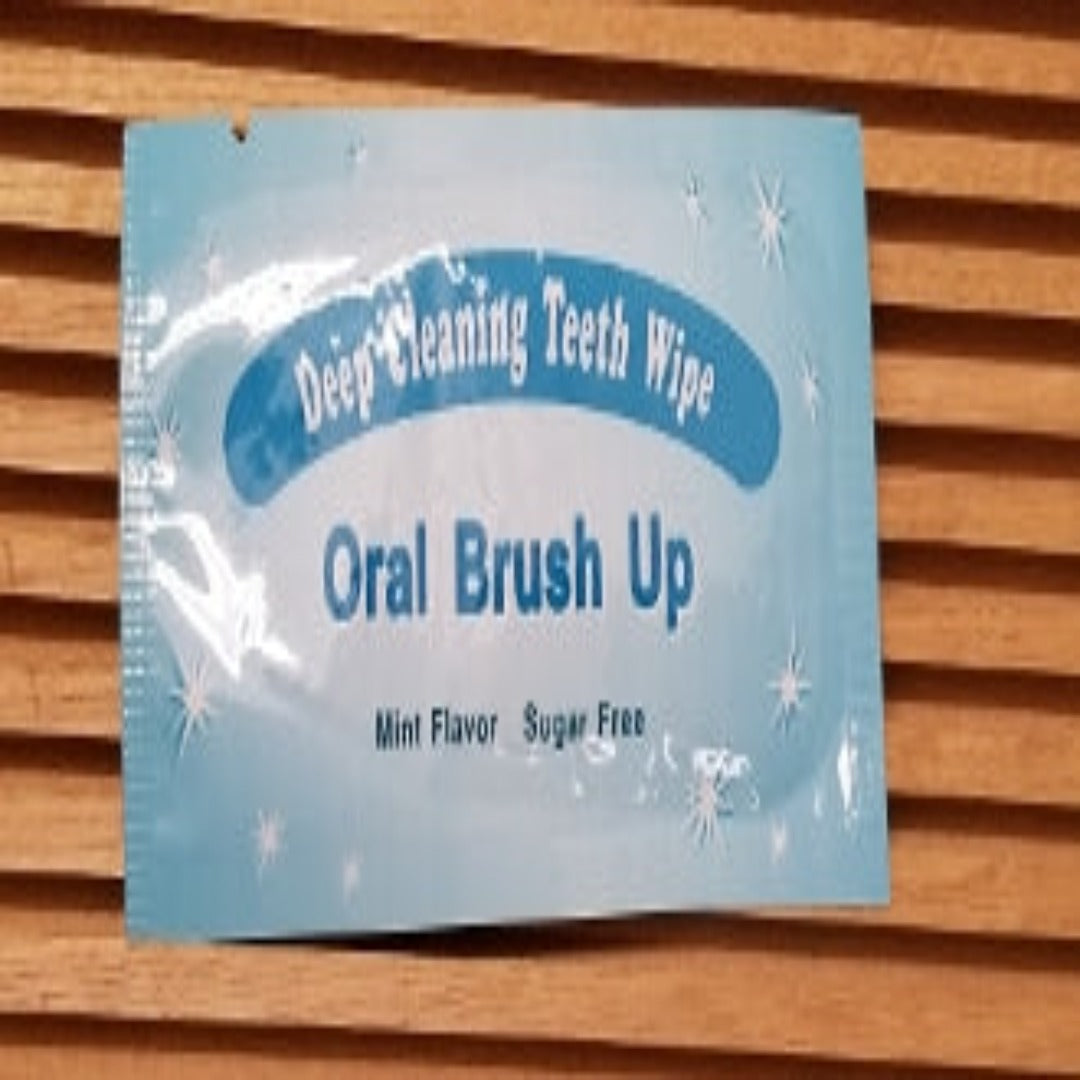 Deep Cleaning Teeth Wipe
Oral Brush Up
Mint Flavor Sugar Free